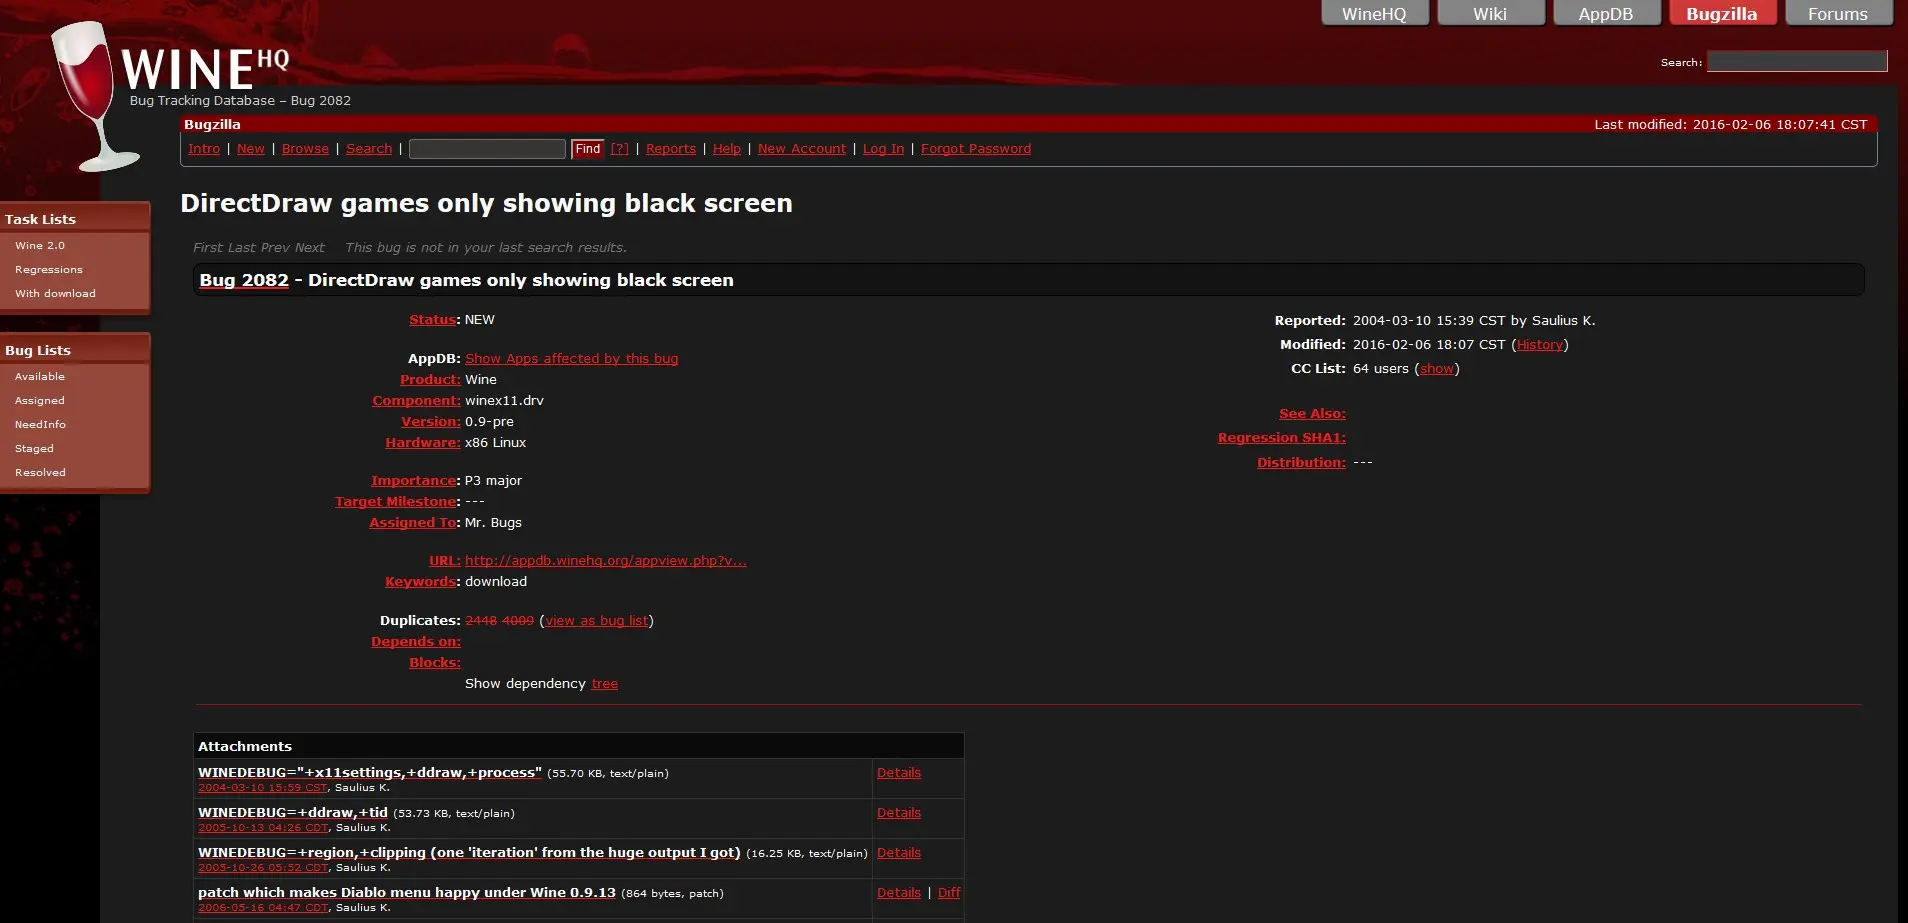 WineHQ Wiki AppDB Bugzilla Forums
Search:
WINEHQ
Bug Tracking Database – Bug 2082
Bugzilla Last modified: 2016-02-06 18:07:41 CST
Intro | New | Browse | Search | Find [?] | Reports | Help | New Account | Log In | Forgot Password
Task Lists
Wine 2.0
Regressions
With download
Bug Lists
Available
Assigned
NeedInfo
Staged
Resolved
DirectDraw games only showing black screen
First Last Prev Next This bug is not in your last search results.
Bug 2082 - DirectDraw games only showing black screen
Status: NEW
AppDB: Show Apps affected by this bug
Product: Wine
Component: winex11.drv
Version: 0.9-pre
Hardware: x86 Linux
Importance: P3 major
Target Milestone: ---
Assigned To: Mr. Bugs
URL: http://appdb.winehq.org/appview.php?v...
Keywords: download
Duplicates: 2448 4009 (view as bug list)
Depends on:
Blocks:
Show dependency tree
Reported: 2004-03-10 15:39 CST by Saulius K.
Modified: 2016-02-06 18:07 CST (History)
CC List: 64 users (show)
See Also:
Regression SHA1:
Distribution: ---
Attachments
WINEDEBUG="+x11settings,+ddraw,+process" (55.70 KB, text/plain) Details
2004-03-10 15:59 CST, Saulius K.
WINEDEBUG=+ddraw,+tid (53.73 KB, text/plain) Details
2005-10-13 04:26 CDT, Saulius K.
WINEDEBUG=+region,+clipping (one 'iteration' from the huge output I got) (16.25 KB, text/plain) Details
2005-10-26 05:52 CDT, Saulius K.
patch which makes Diablo menu happy under Wine 0.9.13 (864 bytes, patch) Details | Diff
2006-05-16 04:47 CDT, Saulius K.